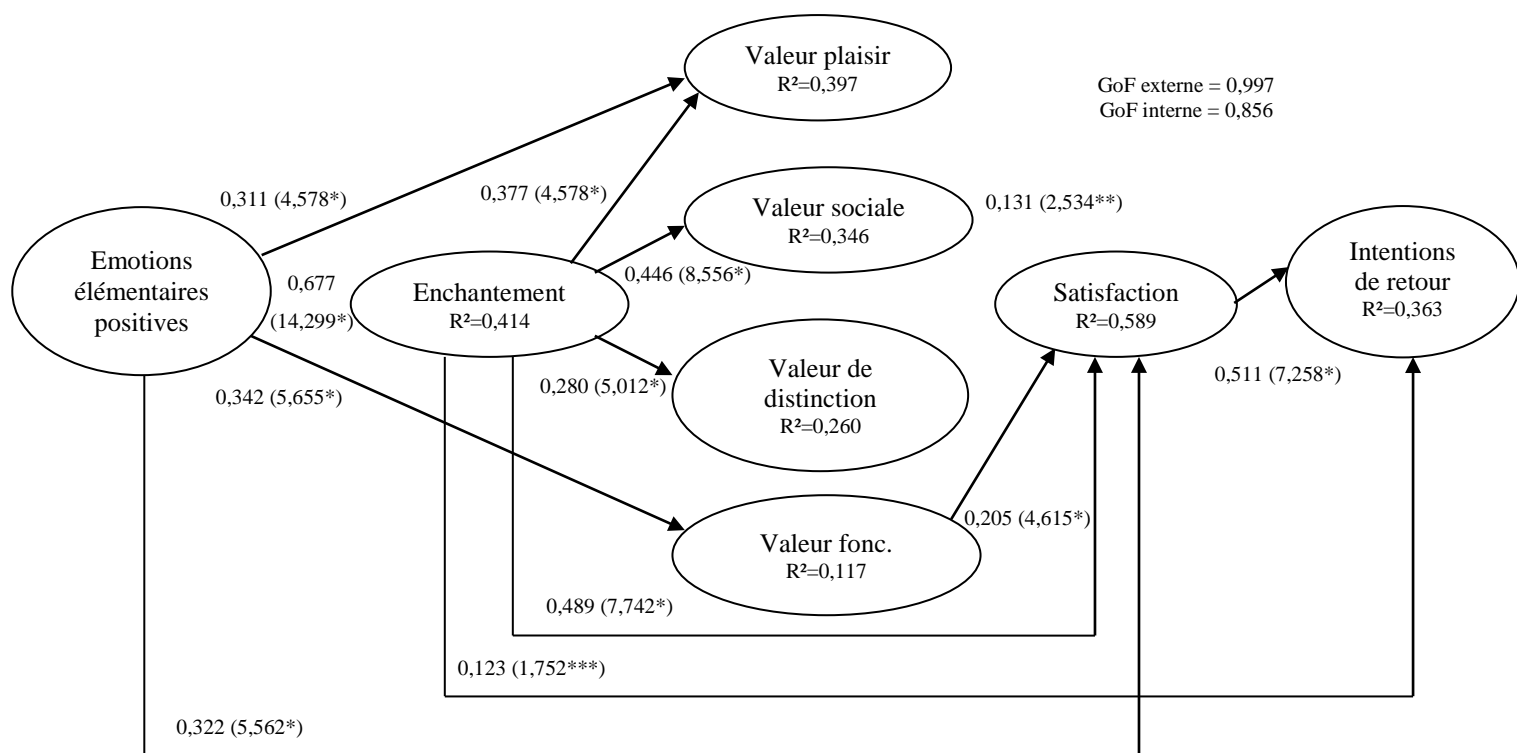 Valeur plaisir
R²=0,397
GoF externe = 0,997
GoF interne = 0,856
0,311 (4,578*)
0,377 (4,578*)
Valeur sociale
R²=0,346
0,131 (2,534**)
Emotions
élémentaires
positives
0,677
(14,299*)
Enchantement
R²=0,414
0,446 (8,556*)
Satisfaction
R²=0,589
Intentions
de retour
R²=0,363
0,342 (5,655*)
0,280 (5,012*)
Valeur de
distinction
R²=0,260
0,511 (7,258*)
0,205 (4,615*)
Valeur fonc.
R²=0,117
0,489 (7,742*)
0,123 (1,752***)
0,322 (5,562*)